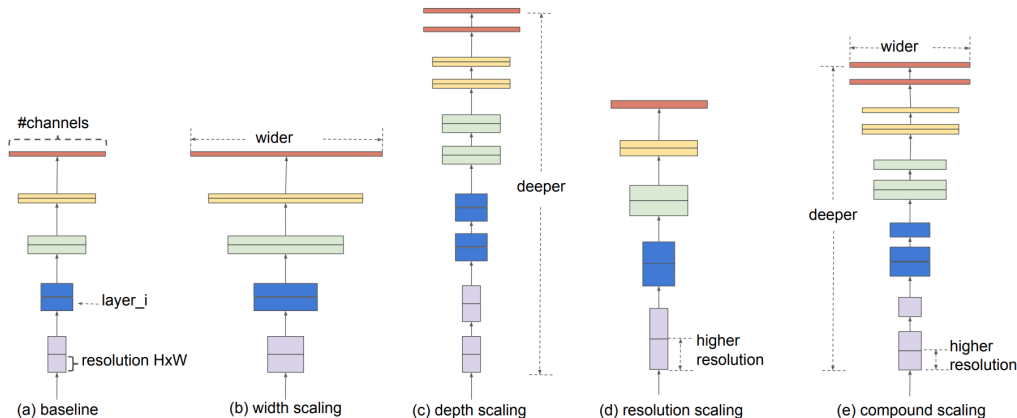 #channels
layer_i
resolution HxW
(a) baseline
wider
(b) width scaling
deeper
(c) depth scaling
higher
resolution
(d) resolution scaling
wider
deeper
higher
resolution
(e) compound scaling